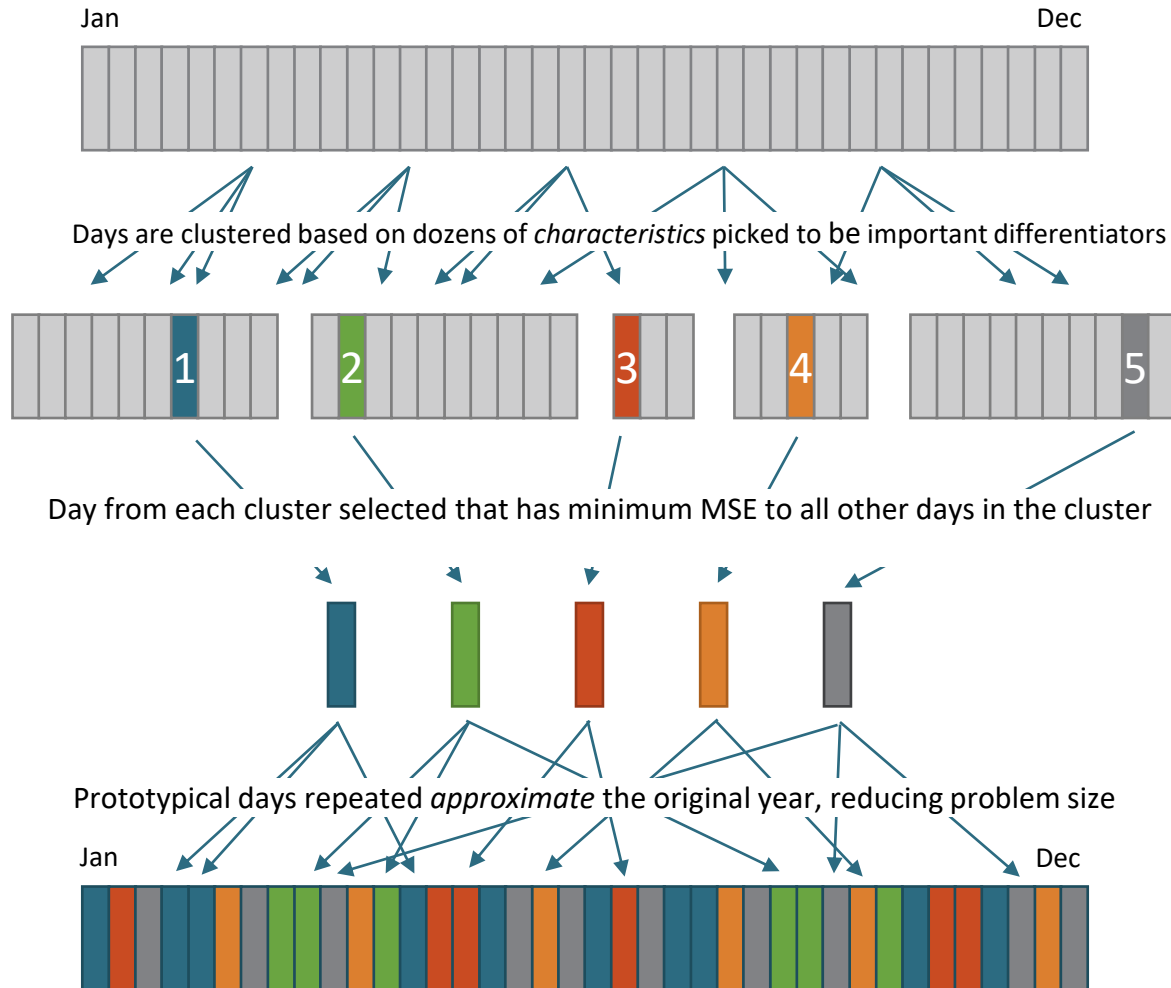 Jan Dec
Days are clustered based on dozens of characteristics picked to be important differentiators
1 2 3 4 5
Day from each cluster selected that has minimum MSE to all other days in the cluster
Prototypical days repeated approximate the original year, reducing problem size
Jan Dec